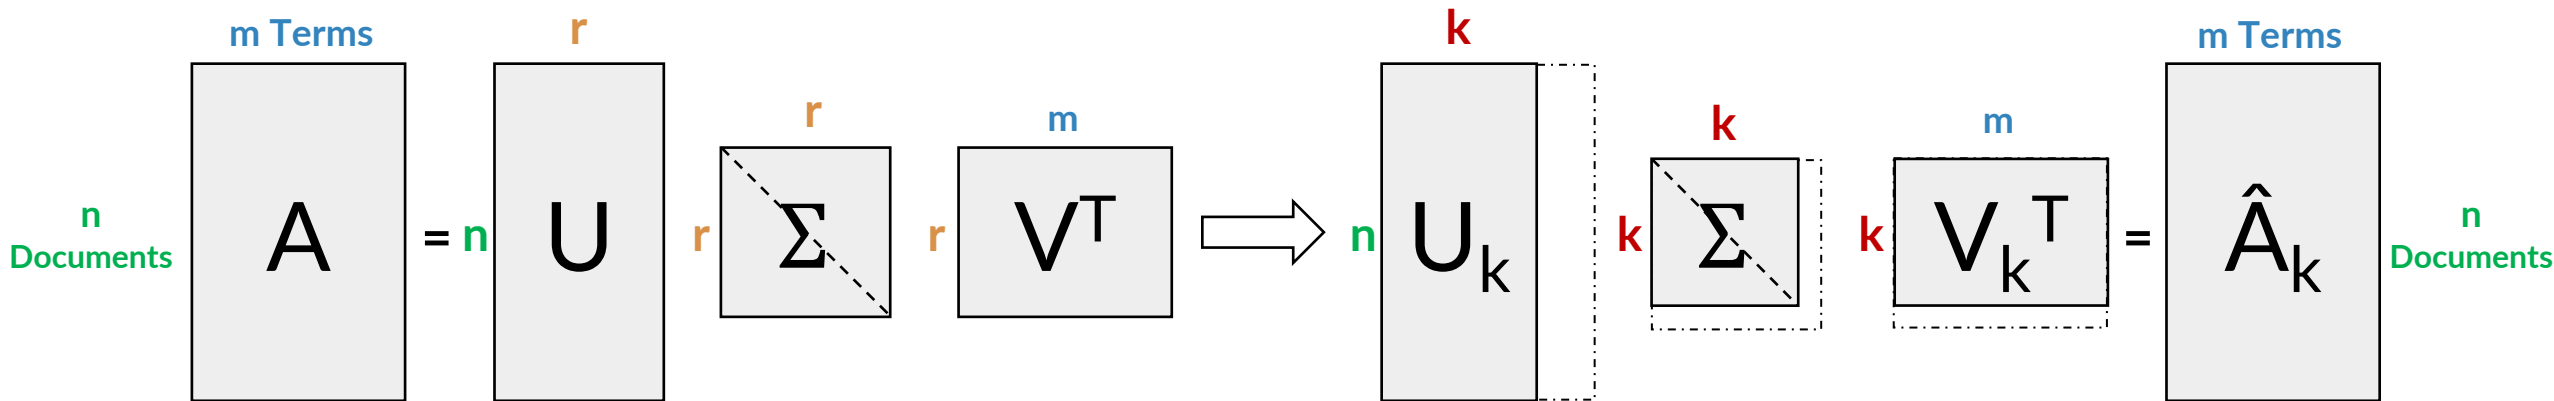 m Terms
n
Documents
A
=
r
n
U
r
r
Σ
m
r
Vᵀ
k
n
Uₖ
k
k
Σ
m
k
Vₖᵀ
=
m Terms
Âₖ
n
Documents